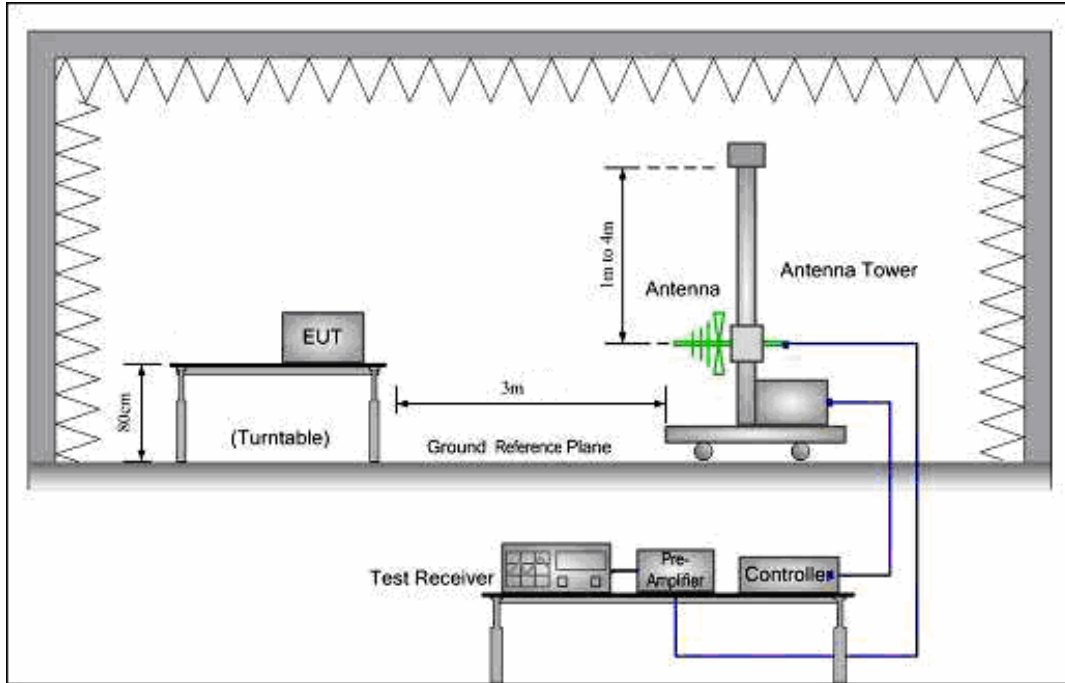 1m to 4m
Antenna Tower
Antenna
EUT
80cm
3m
(Turntable)
Ground Reference Plane
Test Receiver
Pre-
Amplifier
Controller